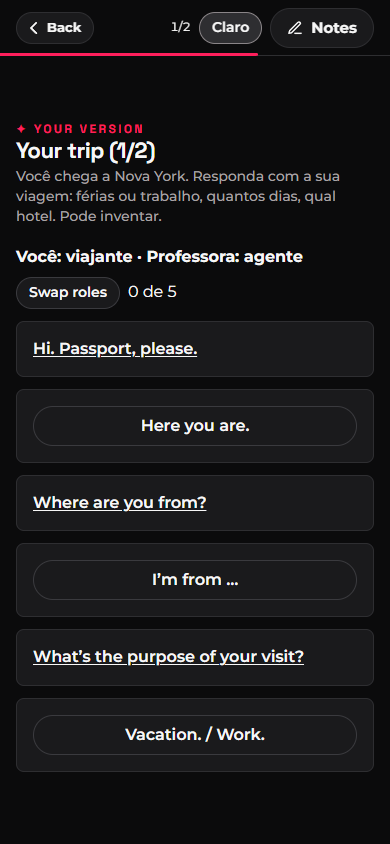 Back
1/2
Claro
Notes
✦ YOUR VERSION
Your trip (1/2)
Você chega a Nova York. Responda com a sua
viagem: férias ou trabalho, quantos dias, qual
hotel. Pode inventar.
Você: viajante · Professora: agente
Swap roles
0 de 5
Hi. Passport, please.
Here you are.
Where are you from?
I’m from ...
What’s the purpose of your visit?
Vacation. / Work.